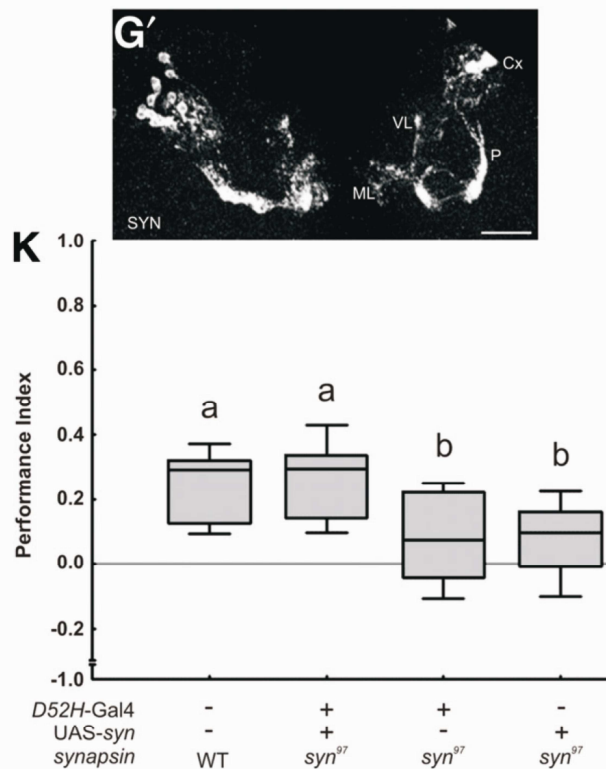 G′
Cx
VL
P
ML
SYN
K
1.0
0.8
0.6
0.4
0.2
0.0
-0.2
-1.0
Performance Index
a
a
b
b
D52H-Gal4 - + + -
UAS-syn - + - +
synapsin WT syn⁹⁷ syn⁹⁷ syn⁹⁷